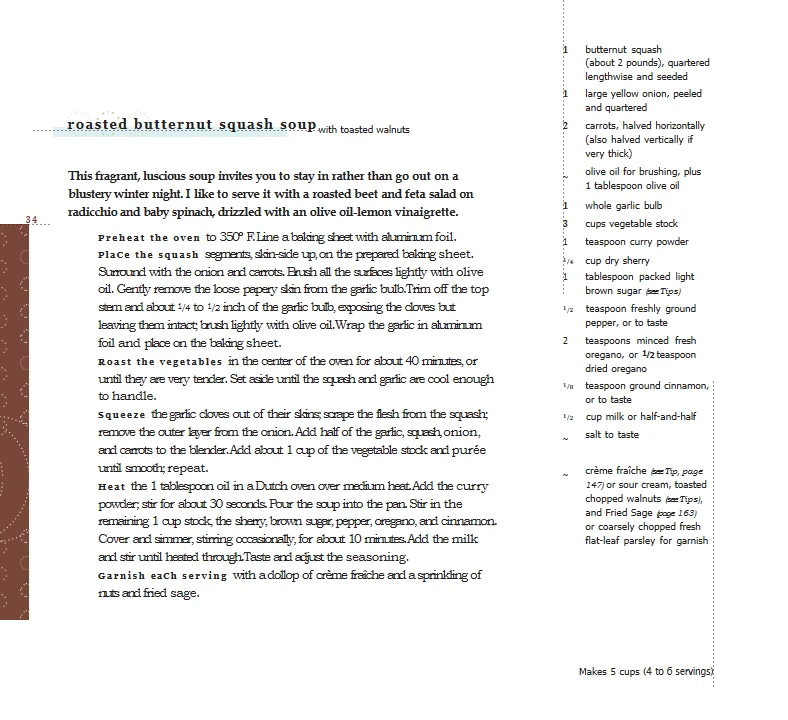 roasted butternut squash soup with toasted walnuts
This fragrant, luscious soup invites you to stay in rather than go out on a
blustery winter night. I like to serve it with a roasted beet and feta salad on
radicchio and baby spinach, drizzled with an olive oil-lemon vinaigrette.
34
Preheat the oven to 350° F. Line a baking sheet with aluminum foil.
PlaCe the squash segments, skin-side up, on the prepared baking sheet.
Surround with the onion and carrots. Brush all the surfaces lightly with olive
oil. Gently remove the loose papery skin from the garlic bulb. Trim off the top
stem and about 1/4 to 1/2 inch of the garlic bulb, exposing the cloves but
leaving them intact; brush lightly with olive oil. Wrap the garlic in aluminum
foil and place on the baking sheet.
Roast the vegetables in the center of the oven for about 40 minutes, or
until they are very tender. Set aside until the squash and garlic are cool enough
to handle.
Squeeze the garlic cloves out of their skins; scrape the flesh from the squash;
remove the outer layer from the onion. Add half of the garlic, squash, onion,
and carrots to the blender. Add about 1 cup of the vegetable stock and purée
until smooth; repeat.
Heat the 1 tablespoon oil in a Dutch oven over medium heat. Add the curry
powder; stir for about 30 seconds. Pour the soup into the pan. Stir in the
remaining 1 cup stock, the sherry, brown sugar, pepper, oregano, and cinnamon.
Cover and simmer, stirring occasionally, for about 10 minutes. Add the milk
and stir until heated through. Taste and adjust the seasoning.
Garnish eaCh serving with a dollop of crème fraîche and a sprinkling of
nuts and fried sage.
1 butternut squash
(about 2 pounds), quartered
lengthwise and seeded
1 large yellow onion, peeled
and quartered
2 carrots, halved horizontally
(also halved vertically if
very thick)
~ olive oil for brushing, plus
1 tablespoon olive oil
1 whole garlic bulb
3 cups vegetable stock
1 teaspoon curry powder
1/4 cup dry sherry
1 tablespoon packed light
brown sugar (see Tips)
1/2 teaspoon freshly ground
pepper, or to taste
2 teaspoons minced fresh
oregano, or 1/2 teaspoon
dried oregano
1/8 teaspoon ground cinnamon,
or to taste
1/2 cup milk or half-and-half
~ salt to taste
~ crème fraîche (see Tip, page
147) or sour cream, toasted
chopped walnuts (see Tips),
and Fried Sage (page 163)
or coarsely chopped fresh
flat-leaf parsley for garnish
Makes 5 cups (4 to 6 servings)